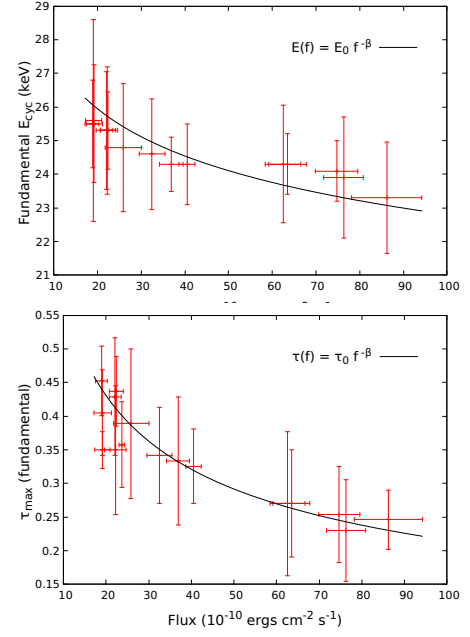 29
28
27
26
25
24
23
22
21
Fundamental E_cyc (keV)
E(f) = E_0 f^-β
10 20 30 40 50 60 70 80 90 100
0.55
0.5
0.45
0.4
0.35
0.3
0.25
0.2
0.15
τ_max (fundamental)
τ(f) = τ_0 f^-β
10 20 30 40 50 60 70 80 90 100
Flux (10^-10 ergs cm^-2 s^-1)